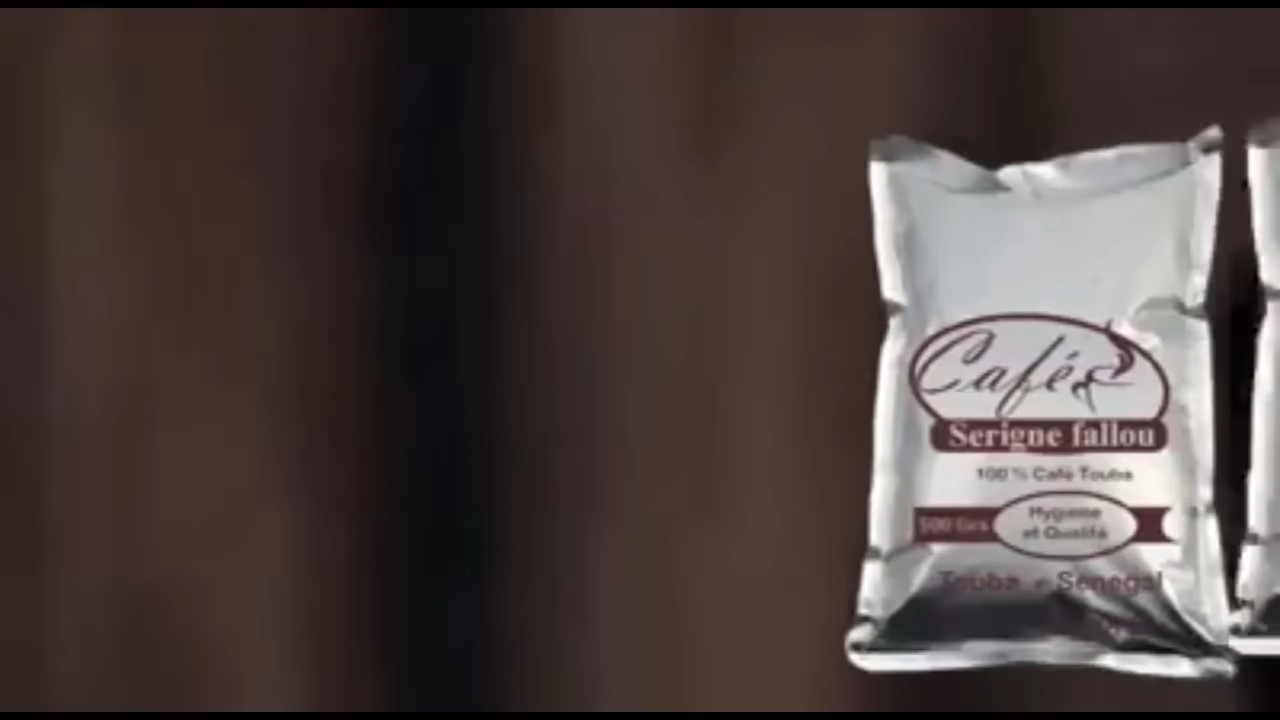 Café
Serigne fallou
100 % Café Touba
500 Grs
Hygiene
et Qualité
Touba - Senegal